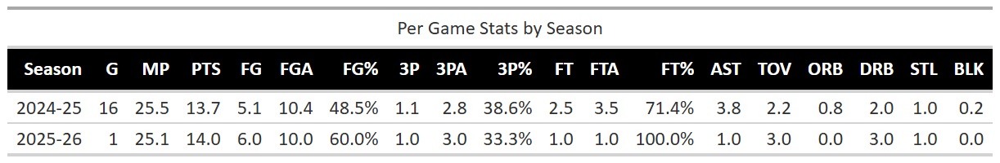 Per Game Stats by Season
Season G MP PTS FG FGA FG% 3P 3PA 3P% FT FTA FT% AST TOV ORB DRB STL BLK
2024-25 16 25.5 13.7 5.1 10.4 48.5% 1.1 2.8 38.6% 2.5 3.5 71.4% 3.8 2.2 0.8 2.0 1.0 0.2
2025-26 1 25.1 14.0 6.0 10.0 60.0% 1.0 3.0 33.3% 1.0 1.0 100.0% 1.0 3.0 0.0 3.0 1.0 0.0